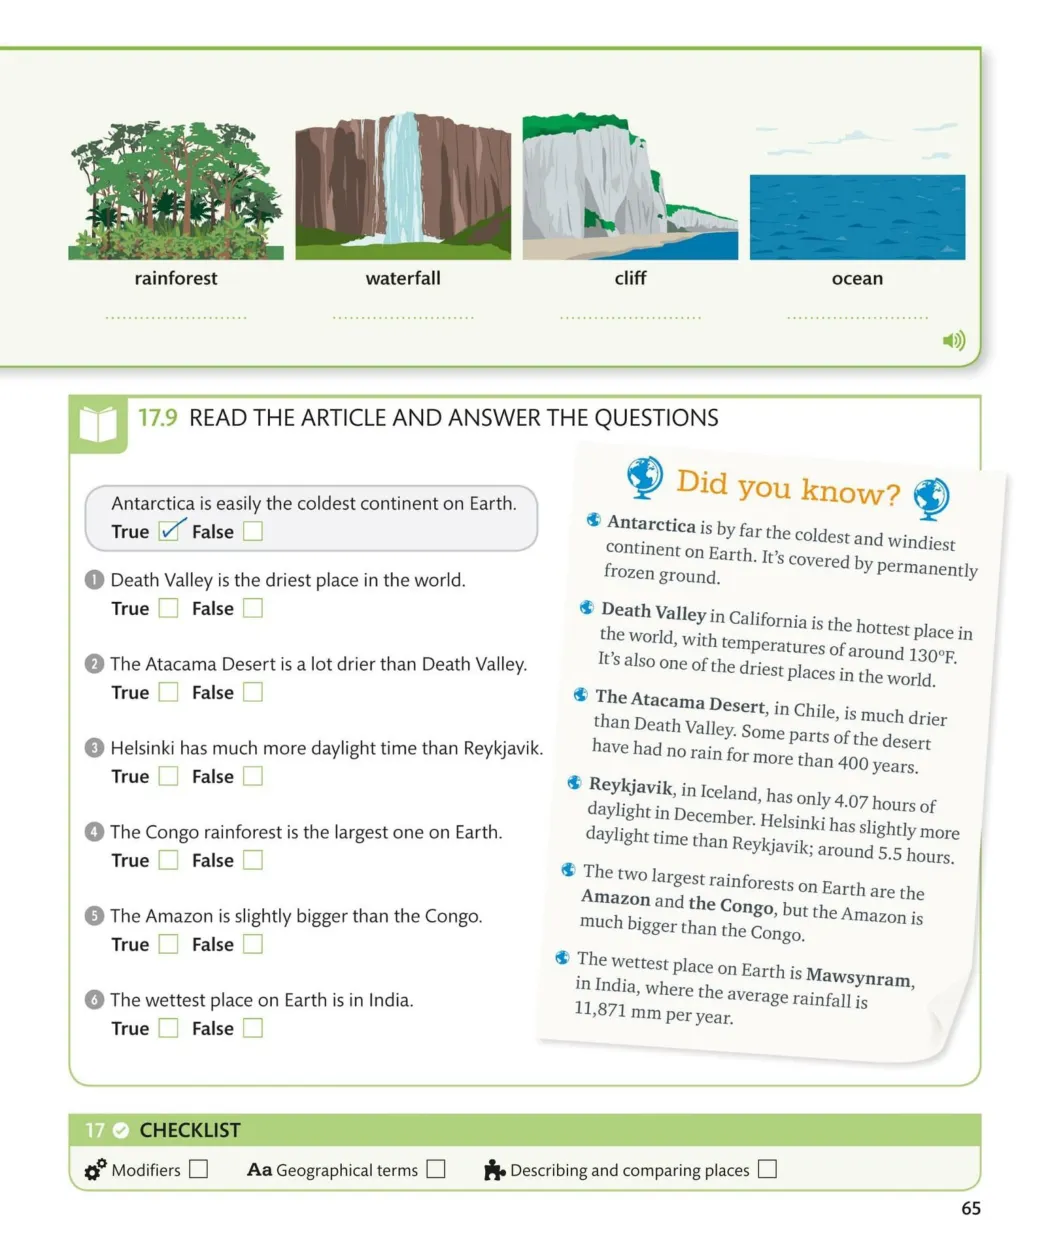 rainforest
waterfall
cliff
ocean
17.9 READ THE ARTICLE AND ANSWER THE QUESTIONS
Antarctica is easily the coldest continent on Earth.
True False
1 Death Valley is the driest place in the world.
True False
2 The Atacama Desert is a lot drier than Death Valley.
True False
3 Helsinki has much more daylight time than Reykjavik.
True False
4 The Congo rainforest is the largest one on Earth.
True False
5 The Amazon is slightly bigger than the Congo.
True False
6 The wettest place on Earth is in India.
True False
Did you know?
Antarctica is by far the coldest and windiest
continent on Earth. It's covered by permanently
frozen ground.
Death Valley in California is the hottest place in
the world, with temperatures of around 130ºF.
It's also one of the driest places in the world.
The Atacama Desert, in Chile, is much drier
than Death Valley. Some parts of the desert
have had no rain for more than 400 years.
Reykjavik, in Iceland, has only 4.07 hours of
daylight in December. Helsinki has slightly more
daylight time than Reykjavik; around 5.5 hours.
The two largest rainforests on Earth are the
Amazon and the Congo, but the Amazon is
much bigger than the Congo.
The wettest place on Earth is Mawsynram,
in India, where the average rainfall is
11,871 mm per year.
17 CHECKLIST
Modifiers Aa Geographical terms Describing and comparing places
65